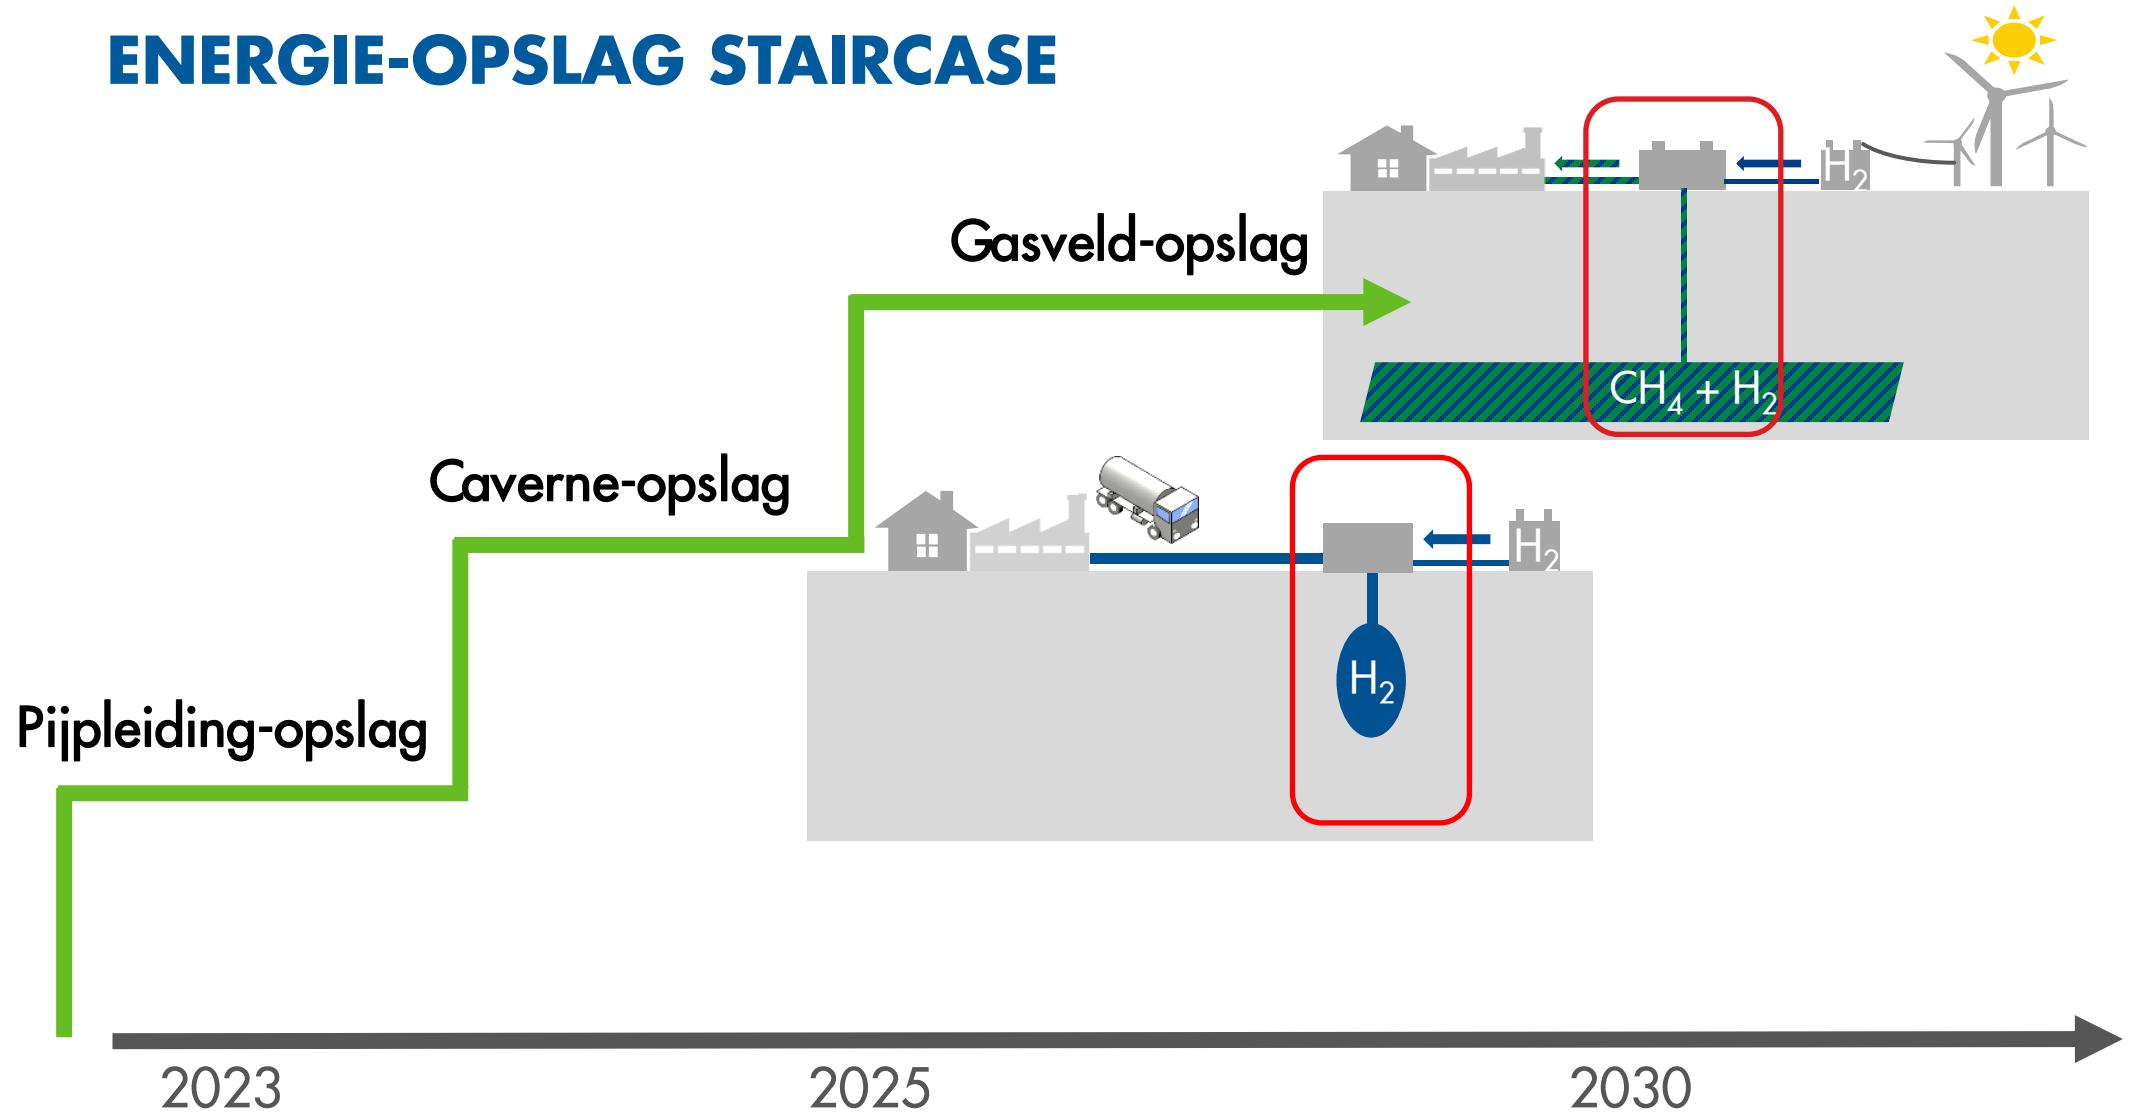 ENERGIE-OPSLAG STAIRCASE
H₂
Gasveld-opslag
CH₄ + H₂
Caverne-opslag
H₂
H₂
Pijpleiding-opslag
2023
2025
2030